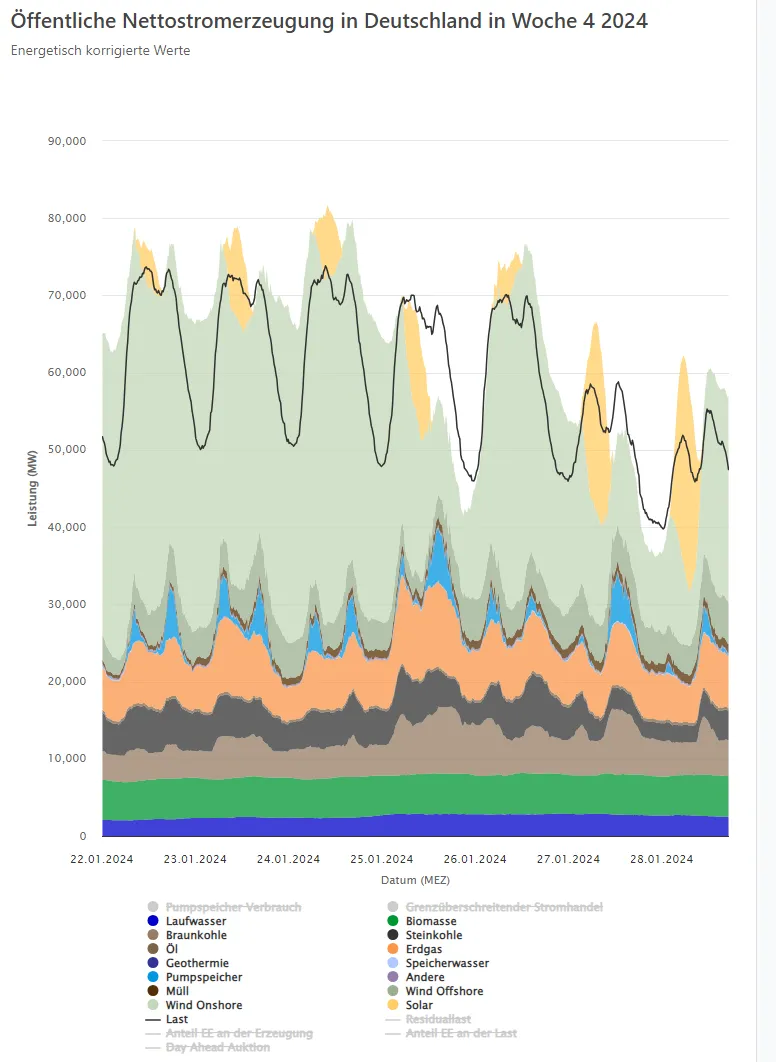 Öffentliche Nettostromerzeugung in Deutschland in Woche 4 2024
Energetisch korrigierte Werte
90,000
80,000
70,000
60,000
50,000
40,000
30,000
20,000
10,000
0
Leistung (MW)
22.01.2024 23.01.2024 24.01.2024 25.01.2024 26.01.2024 27.01.2024 28.01.2024
Datum (MEZ)
Pumpspeicher Verbrauch Grenzüberschreitender Stromhandel
Laufwasser Biomasse
Braunkohle Steinkohle
Öl Erdgas
Geothermie Speicherwasser
Pumpspeicher Andere
Müll Wind Offshore
Wind Onshore Solar
Last Residuallast
Anteil EE an der Erzeugung Anteil EE an der Last
Day Ahead Auktion